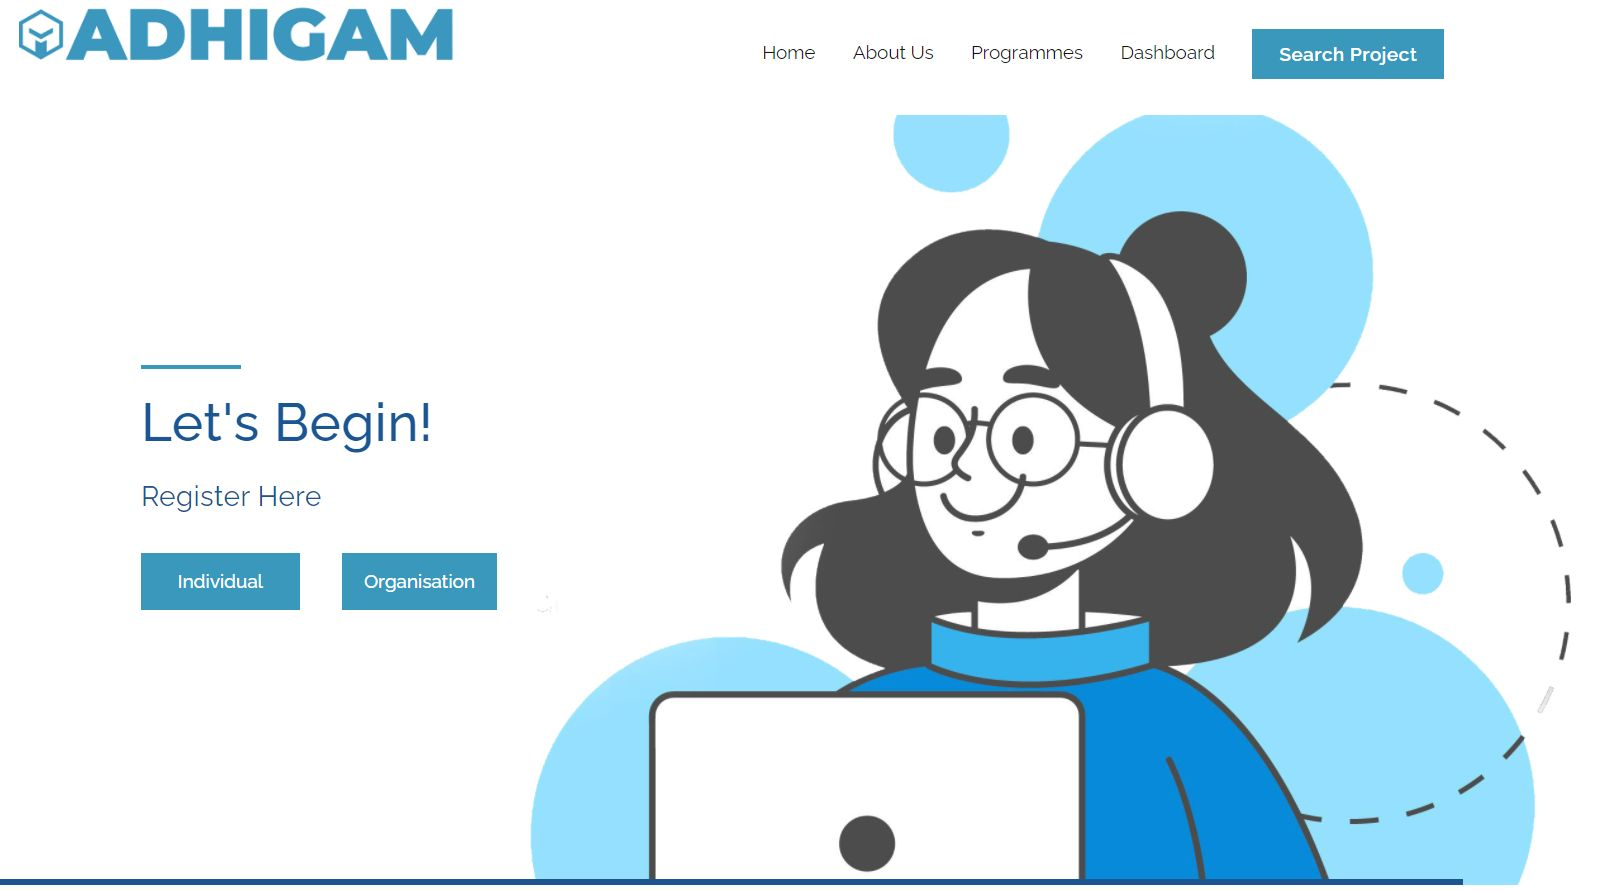 ADHIGAM
Home About Us Programmes Dashboard Search Project
Let's Begin!
Register Here
Individual Organisation